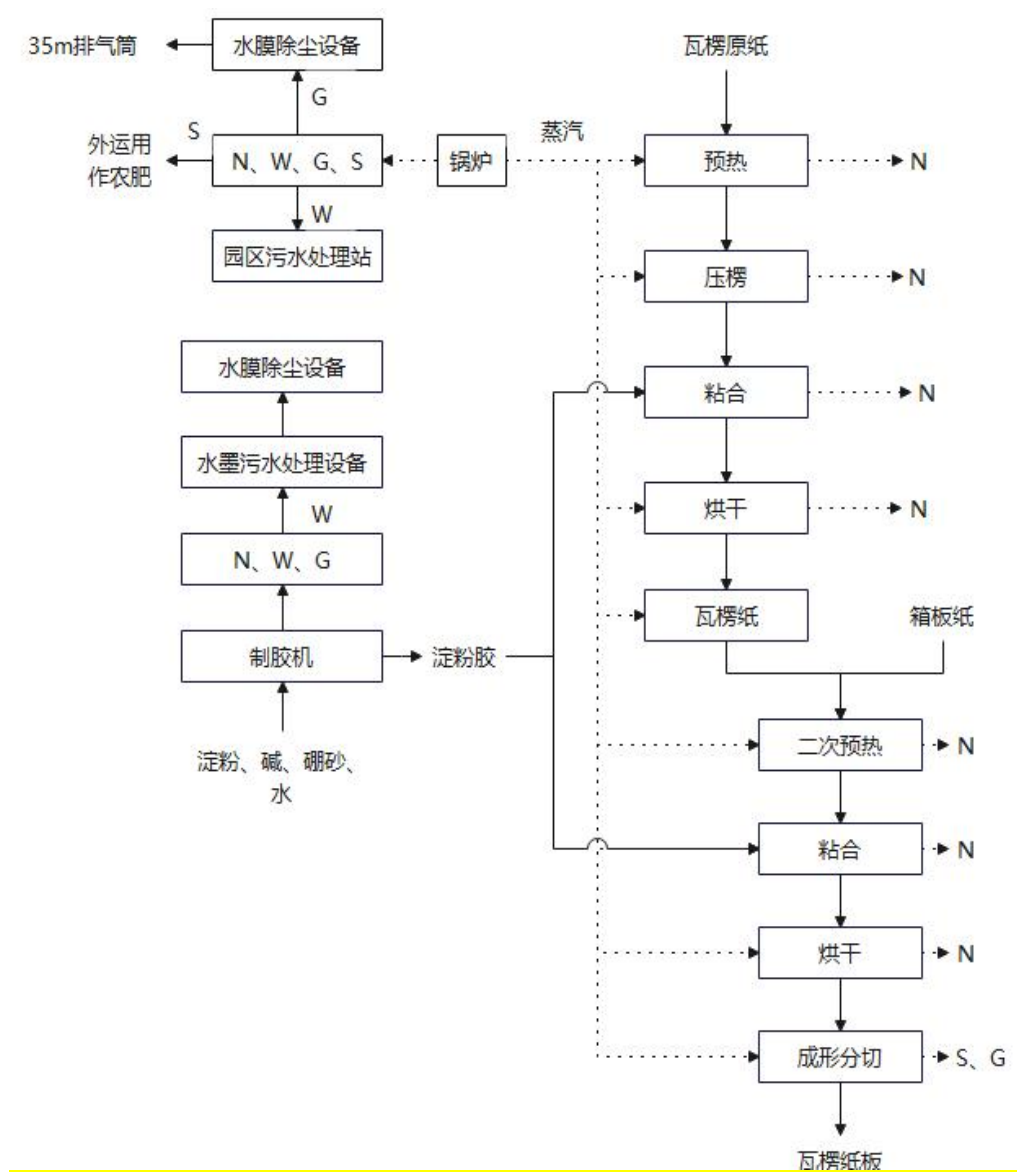 35m排气筒
水膜除尘设备
瓦楞原纸
G
外运用
作农肥
S
N、W、G、S
锅炉
蒸汽
预热
N
W
园区污水处理站
压楞
N
水膜除尘设备
粘合
N
水墨污水处理设备
W
烘干
N
N、W、G
瓦楞纸
箱板纸
制胶机
淀粉胶
淀粉、碱、硼砂、
水
二次预热
N
粘合
N
烘干
N
成形分切
S、G
瓦楞纸板